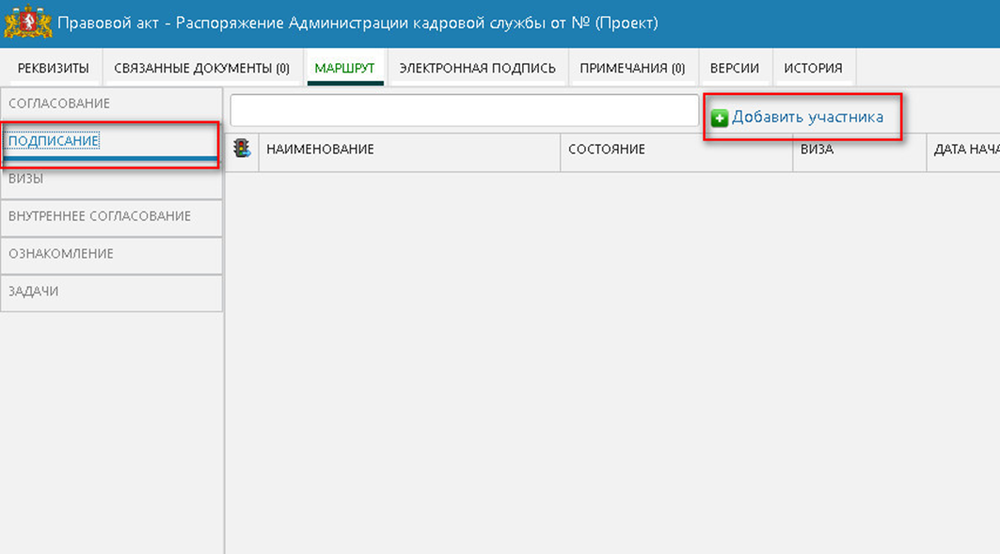 Правовой акт - Распоряжение Администрации кадровой службы от № (Проект)
РЕКВИЗИТЫ СВЯЗАННЫЕ ДОКУМЕНТЫ (0) МАРШРУТ ЭЛЕКТРОННАЯ ПОДПИСЬ ПРИМЕЧАНИЯ (0) ВЕРСИИ ИСТОРИЯ
СОГЛАСОВАНИЕ
Добавить участника
ПОДПИСАНИЕ
НАИМЕНОВАНИЕ СОСТОЯНИЕ ВИЗА ДАТА НАЧА
ВИЗЫ
ВНУТРЕННЕЕ СОГЛАСОВАНИЕ
ОЗНАКОМЛЕНИЕ
ЗАДАЧИ